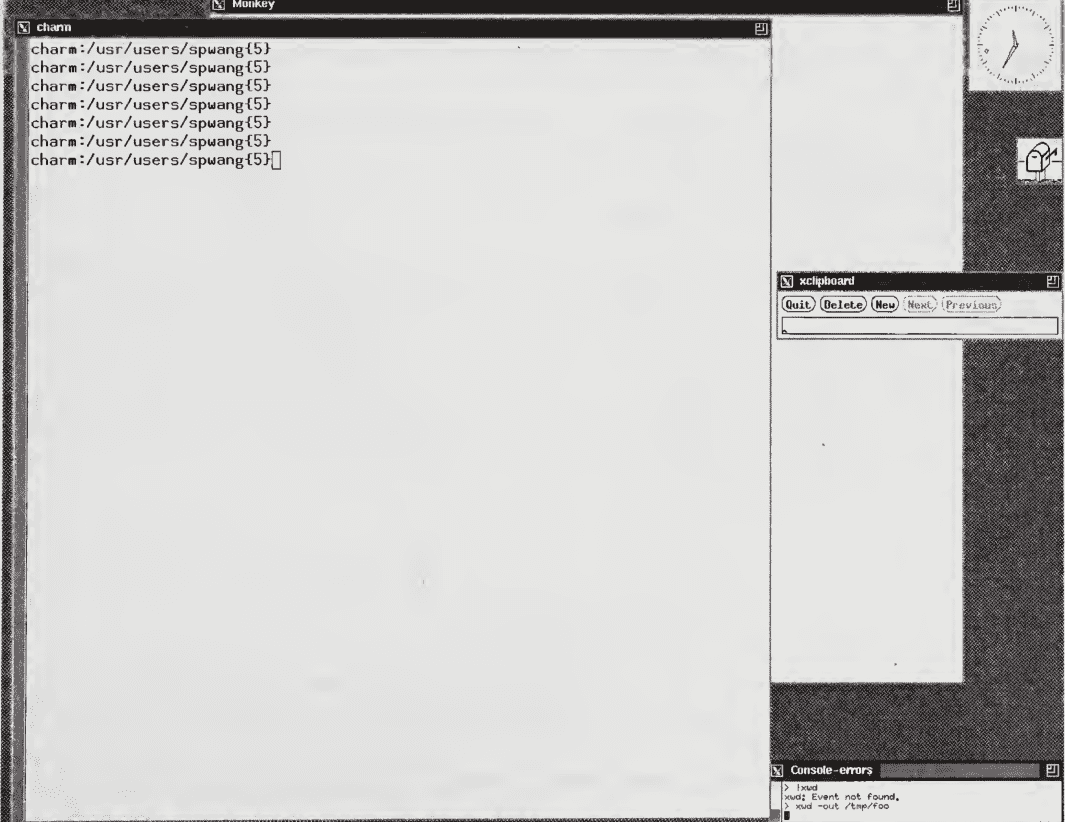 Monkey
charm
charm:/usr/users/spwang{5}
charm:/usr/users/spwang{5}
charm:/usr/users/spwang{5}
charm:/usr/users/spwang{5}
charm:/usr/users/spwang{5}
charm:/usr/users/spwang{5}
charm:/usr/users/spwang{5}
xclipboard
Quit Delete New Next Previous
Console-errors
> !xwd
xwd: Event not found.
> xwd -out /tmp/foo